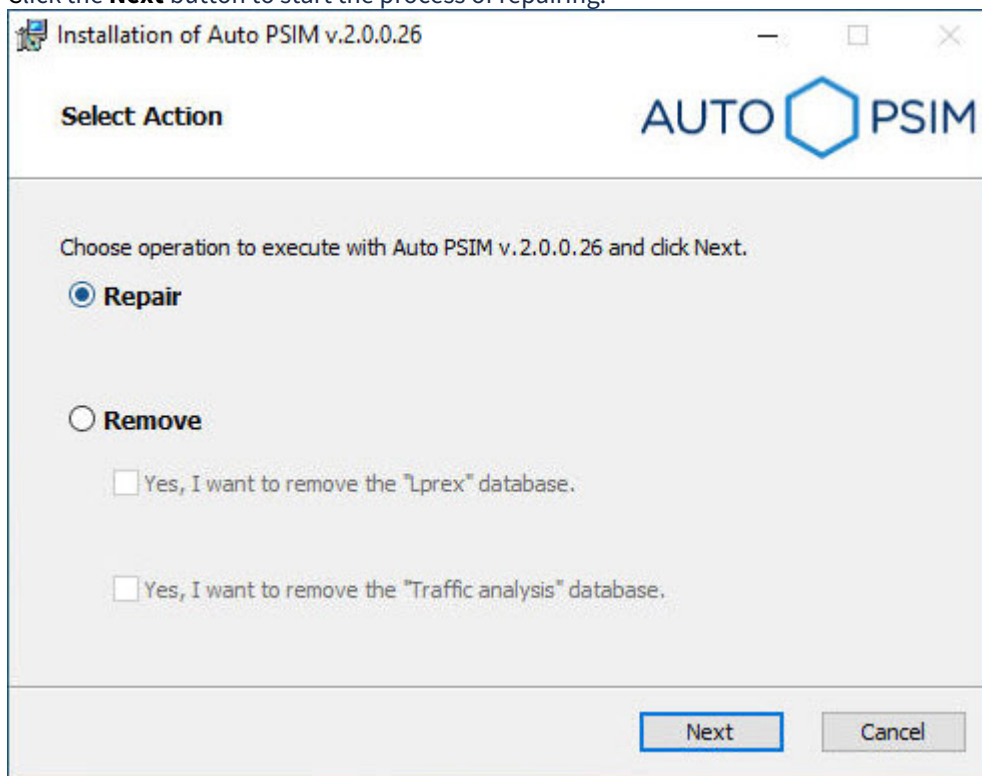 Click the Next button to start the process of repairing.
Installation of Auto PSIM v.2.0.0.26
Select Action
AUTO PSIM
Choose operation to execute with Auto PSIM v.2.0.0.26 and click Next.
Repair
Remove
Yes, I want to remove the "Lprex" database.
Yes, I want to remove the "Traffic analysis" database.
Next Cancel